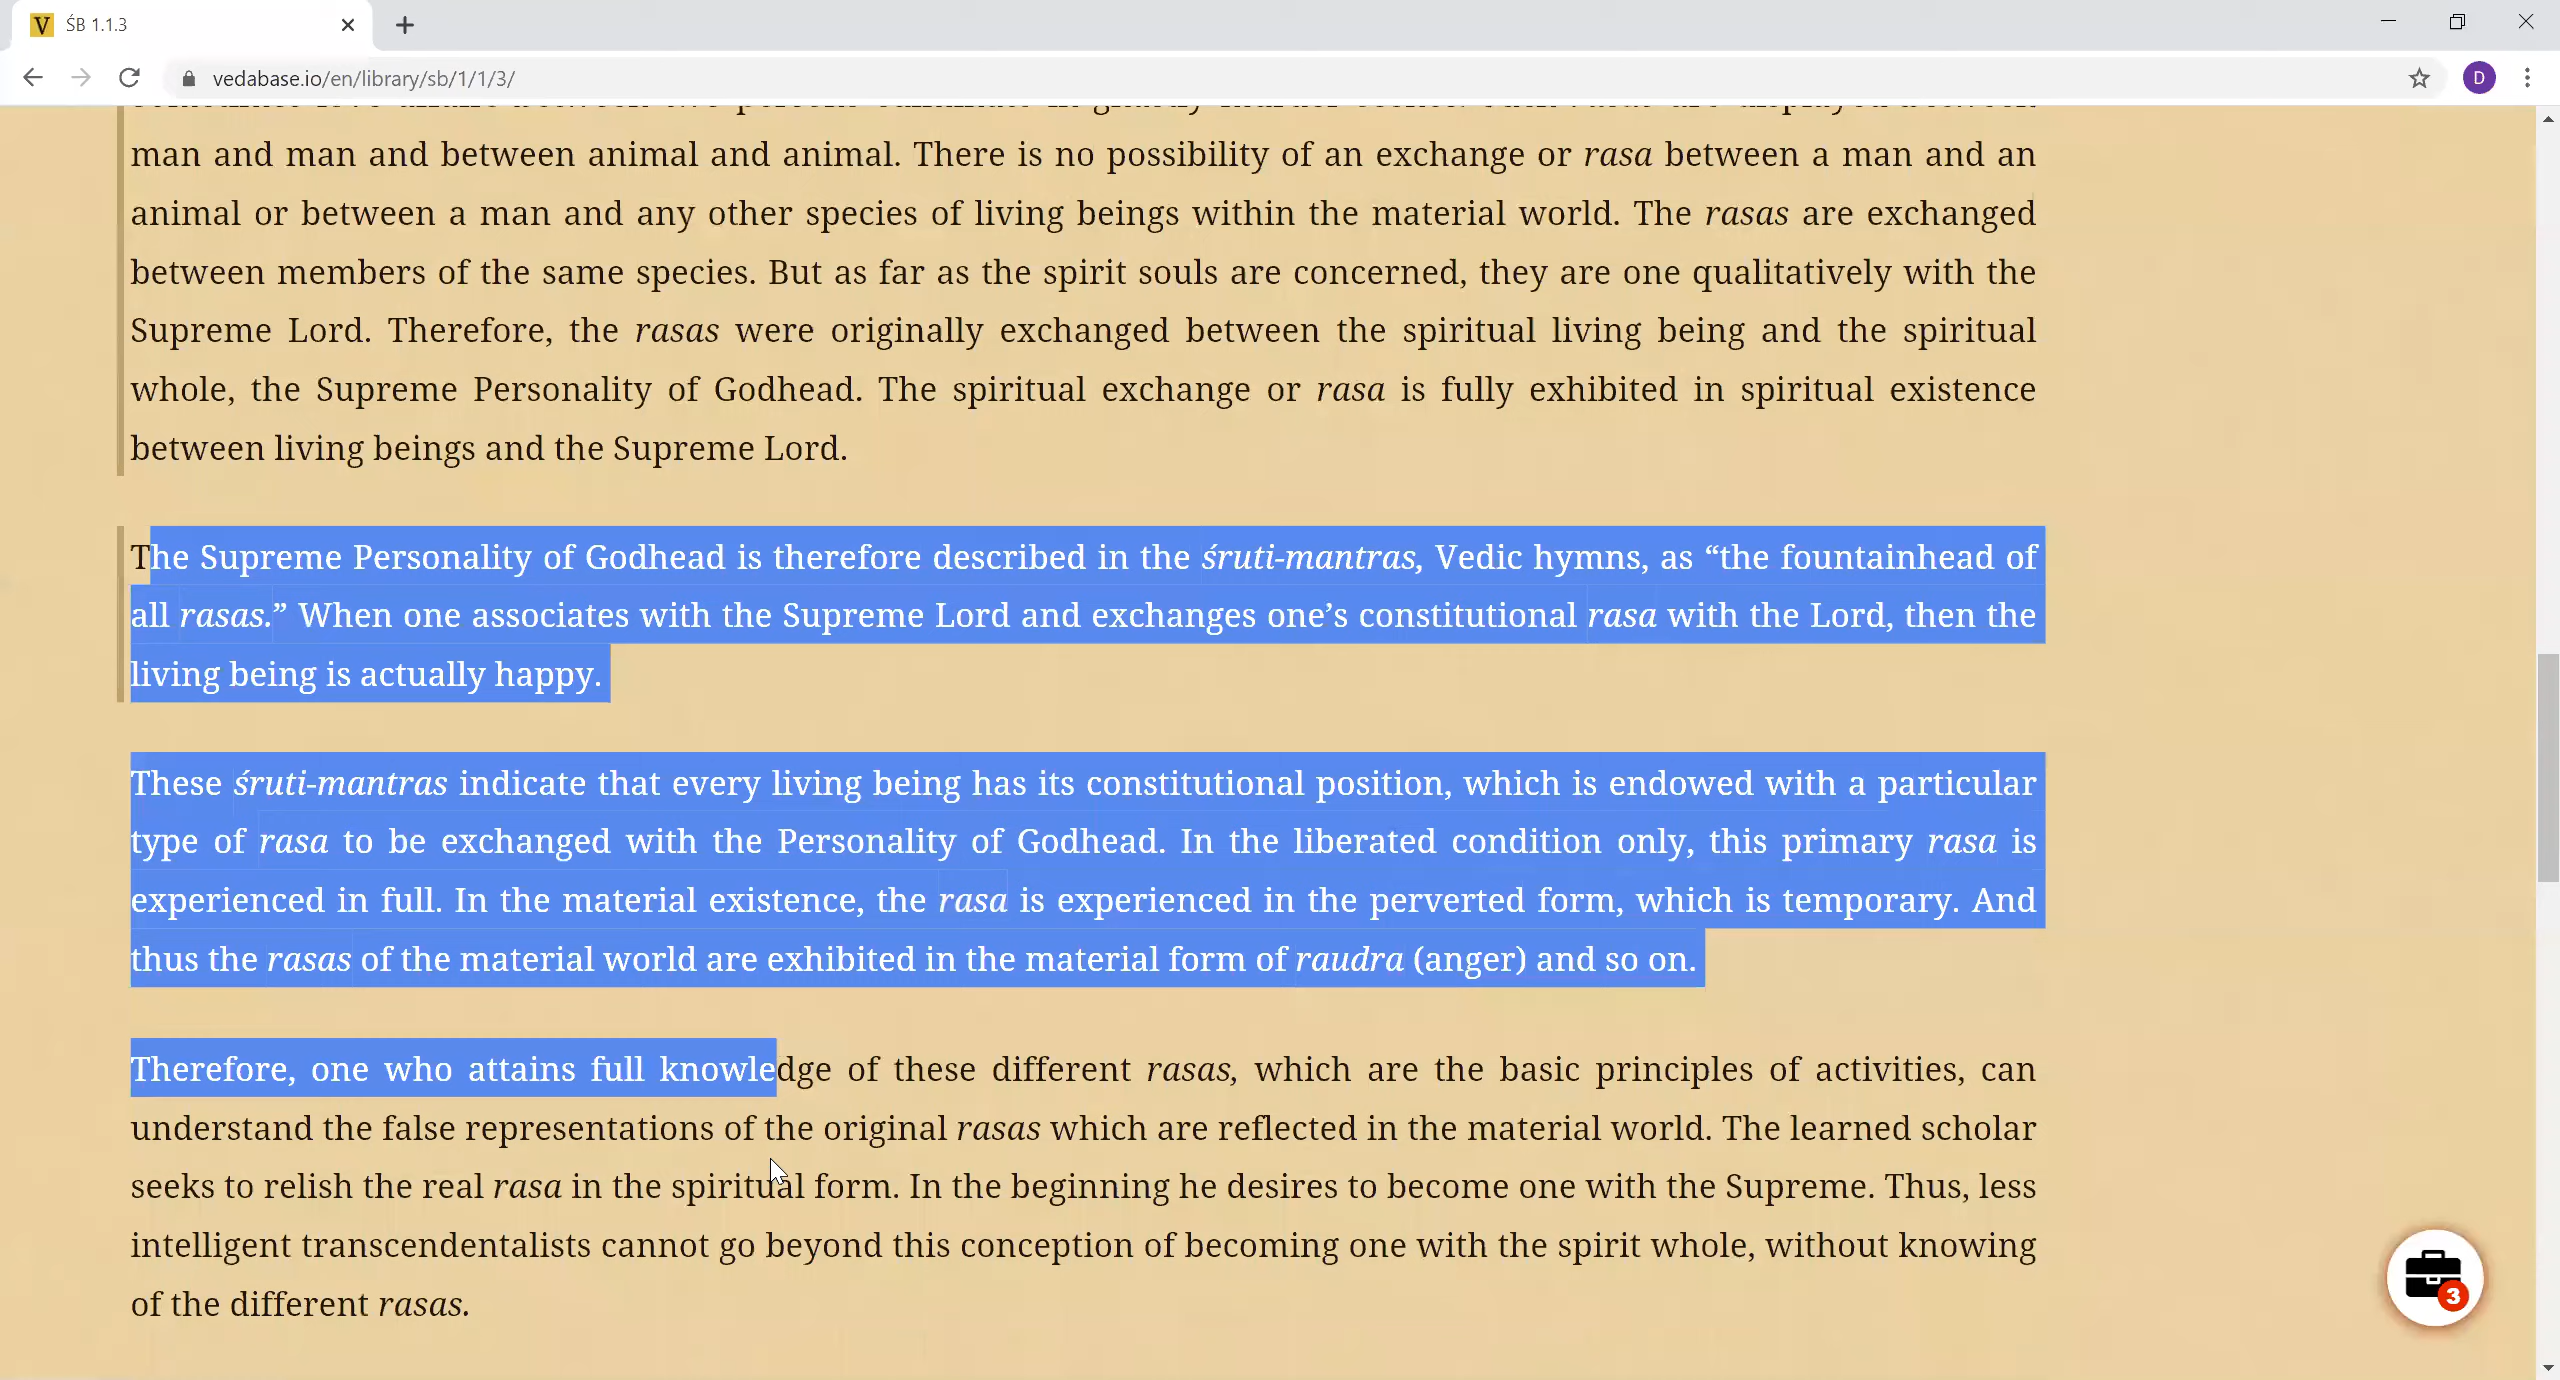 ŚB 1.1.3
vedabase.io/en/library/sb/1/1/3/
man and man and between animal and animal. There is no possibility of an exchange or rasa between a man and an
animal or between a man and any other species of living beings within the material world. The rasas are exchanged
between members of the same species. But as far as the spirit souls are concerned, they are one qualitatively with the
Supreme Lord. Therefore, the rasas were originally exchanged between the spiritual living being and the spiritual
whole, the Supreme Personality of Godhead. The spiritual exchange or rasa is fully exhibited in spiritual existence
between living beings and the Supreme Lord.
The Supreme Personality of Godhead is therefore described in the śruti-mantras, Vedic hymns, as “the fountainhead of
all rasas.” When one associates with the Supreme Lord and exchanges one’s constitutional rasa with the Lord, then the
living being is actually happy.
These śruti-mantras indicate that every living being has its constitutional position, which is endowed with a particular
type of rasa to be exchanged with the Personality of Godhead. In the liberated condition only, this primary rasa is
experienced in full. In the material existence, the rasa is experienced in the perverted form, which is temporary. And
thus the rasas of the material world are exhibited in the material form of raudra (anger) and so on.
Therefore, one who attains full knowledge of these different rasas, which are the basic principles of activities, can
understand the false representations of the original rasas which are reflected in the material world. The learned scholar
seeks to relish the real rasa in the spiritual form. In the beginning he desires to become one with the Supreme. Thus, less
intelligent transcendentalists cannot go beyond this conception of becoming one with the spirit whole, without knowing
of the different rasas.
V
D
3